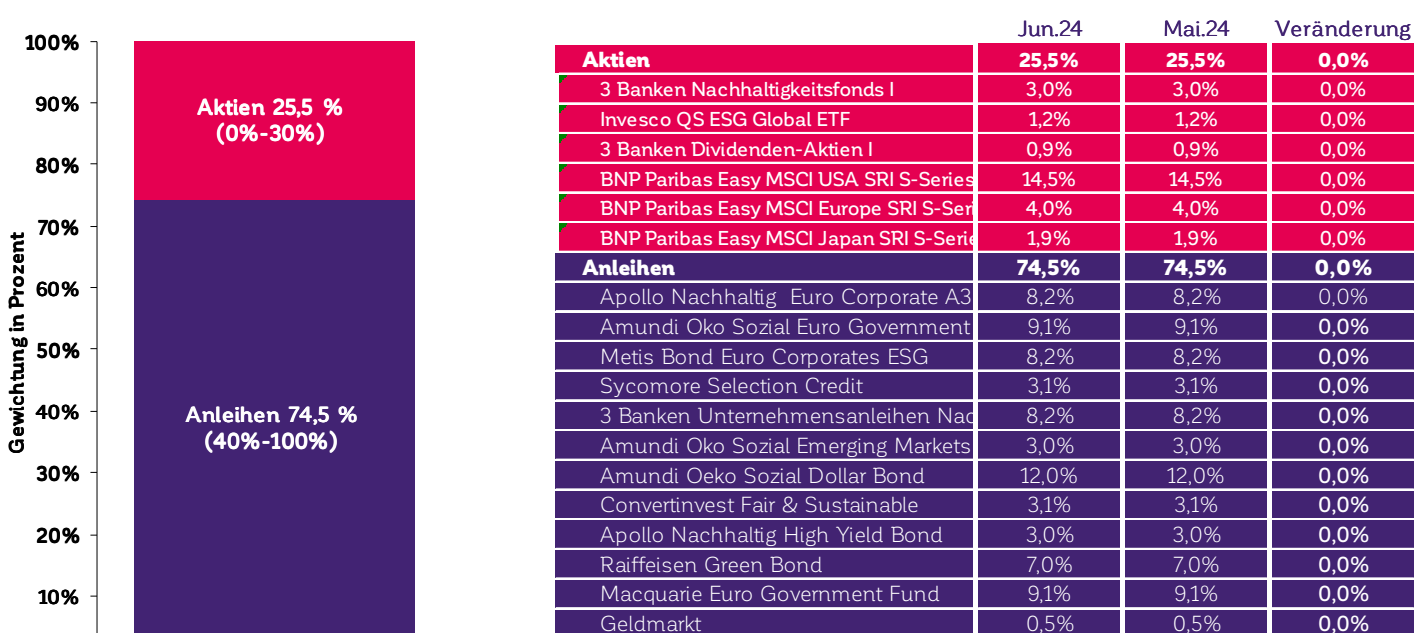 Jun.24 Mai.24 Veränderung
100%
90%
80%
70%
60%
50%
40%
30%
20%
10%
Gewichtung in Prozent
Aktien 25,5 %
(0%-30%)
Anleihen 74,5 %
(40%-100%)
Aktien 25,5% 25,5% 0,0%
3 Banken Nachhaltigkeitsfonds I 3,0% 3,0% 0,0%
Invesco QS ESG Global ETF 1,2% 1,2% 0,0%
3 Banken Dividenden-Aktien I 0,9% 0,9% 0,0%
BNP Paribas Easy MSCI USA SRI S-Series 14,5% 14,5% 0,0%
BNP Paribas Easy MSCI Europe SRI S-Seri 4,0% 4,0% 0,0%
BNP Paribas Easy MSCI Japan SRI S-Serie 1,9% 1,9% 0,0%
Anleihen 74,5% 74,5% 0,0%
Apollo Nachhaltig Euro Corporate A3 8,2% 8,2% 0,0%
Amundi Oko Sozial Euro Government 9,1% 9,1% 0,0%
Metis Bond Euro Corporates ESG 8,2% 8,2% 0,0%
Sycomore Selection Credit 3,1% 3,1% 0,0%
3 Banken Unternehmensanleihen Nac 8,2% 8,2% 0,0%
Amundi Oko Sozial Emerging Markets 3,0% 3,0% 0,0%
Amundi Oeko Sozial Dollar Bond 12,0% 12,0% 0,0%
Convertinvest Fair & Sustainable 3,1% 3,1% 0,0%
Apollo Nachhaltig High Yield Bond 3,0% 3,0% 0,0%
Raiffeisen Green Bond 7,0% 7,0% 0,0%
Macquarie Euro Government Fund 9,1% 9,1% 0,0%
Geldmarkt 0,5% 0,5% 0,0%